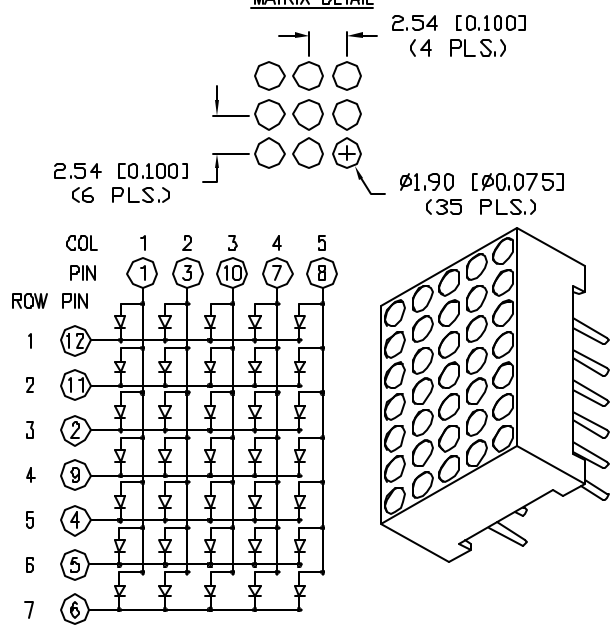 MATRIX DETAIL
2.54 [0.100]
(4 PLS.)
2.54 [0.100]
(6 PLS.)
Ø1.90 [Ø0.075]
(35 PLS.)
COL 1 2 3 4 5
PIN 1 3 10 7 8
ROW PIN
1 12
2 11
3 2
4 9
5 4
6 5
7 6